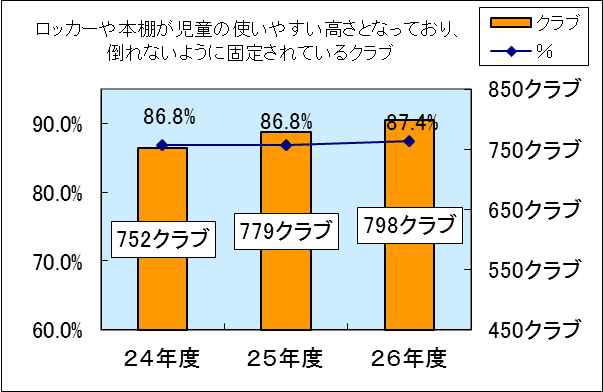 ロッカーや本棚が児童の使いやすい高さとなっており、
倒れないように固定されているクラブ
クラブ
%
90.0%
80.0%
70.0%
60.0%
86.8%
86.8%
87.4%
752クラブ
779クラブ
798クラブ
850クラブ
750クラブ
650クラブ
550クラブ
450クラブ
24年度
25年度
26年度